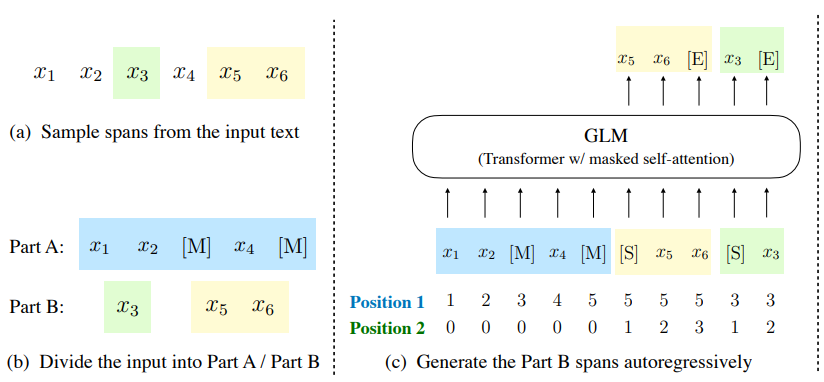 x1 x2 x3 x4 x5 x6
(a) Sample spans from the input text
Part A: x1 x2 [M] x4 [M]
Part B: x3 x5 x6
(b) Divide the input into Part A / Part B
x5 x6 [E] x3 [E]
GLM
(Transformer w/ masked self-attention)
x1 x2 [M] x4 [M] [S] x5 x6 [S] x3
Position 1 1 2 3 4 5 5 5 5 3 3
Position 2 0 0 0 0 0 1 2 3 1 2
(c) Generate the Part B spans autoregressively